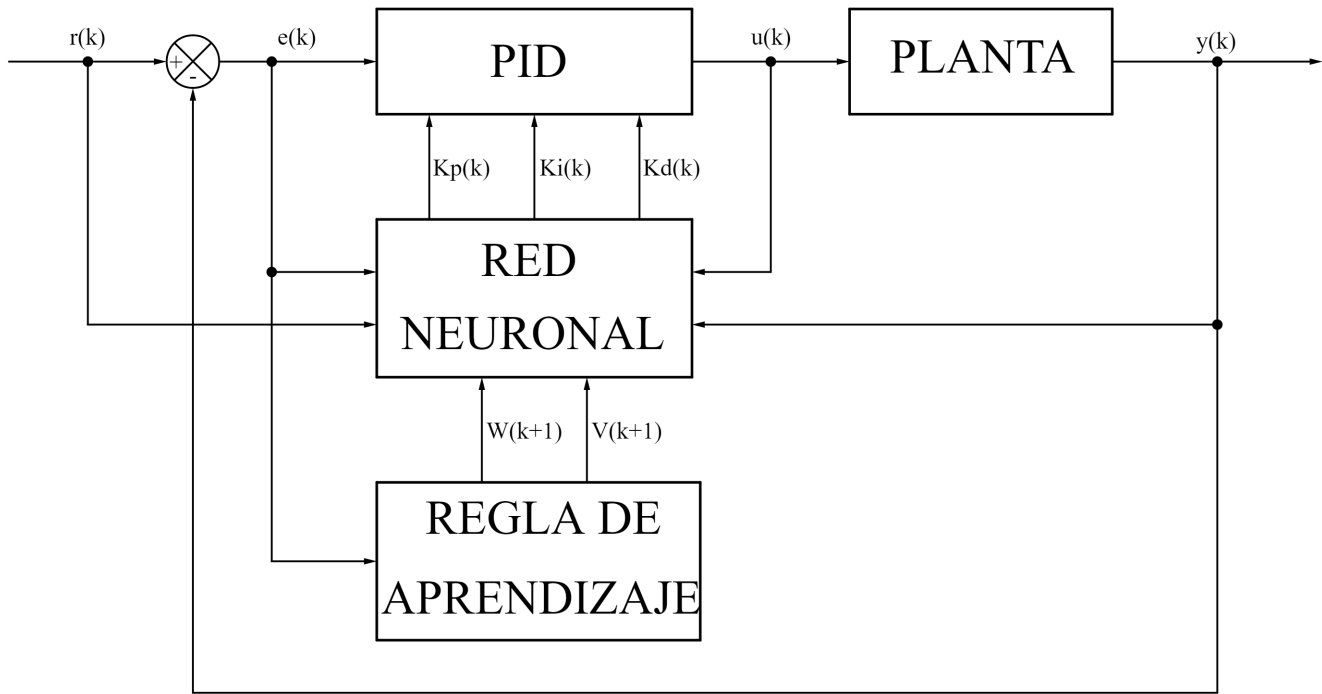 r(k)
e(k)
PID
u(k)
PLANTA
y(k)
+
-
Kp(k)
Ki(k)
Kd(k)
RED
NEURONAL
W(k+1)
V(k+1)
REGLA DE
APRENDIZAJE